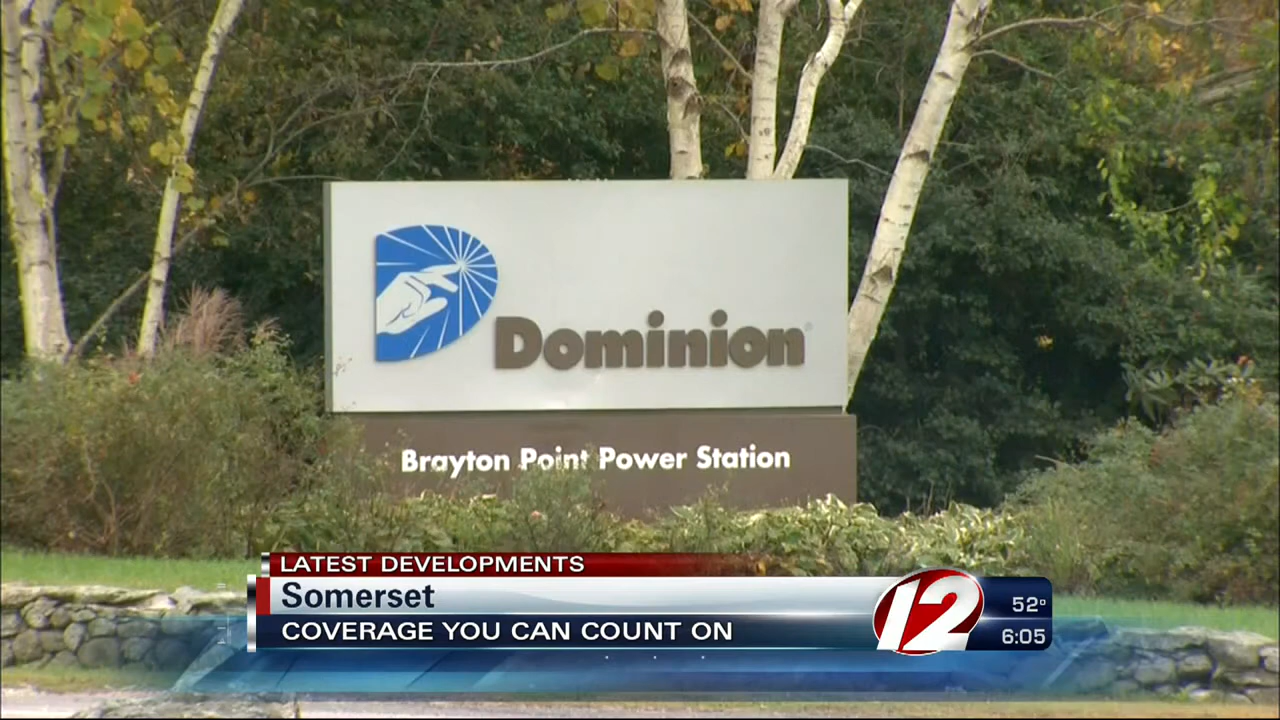 Dominion
Brayton Point Power Station
LATEST DEVELOPMENTS
Somerset
COVERAGE YOU CAN COUNT ON
12
52°
6:05